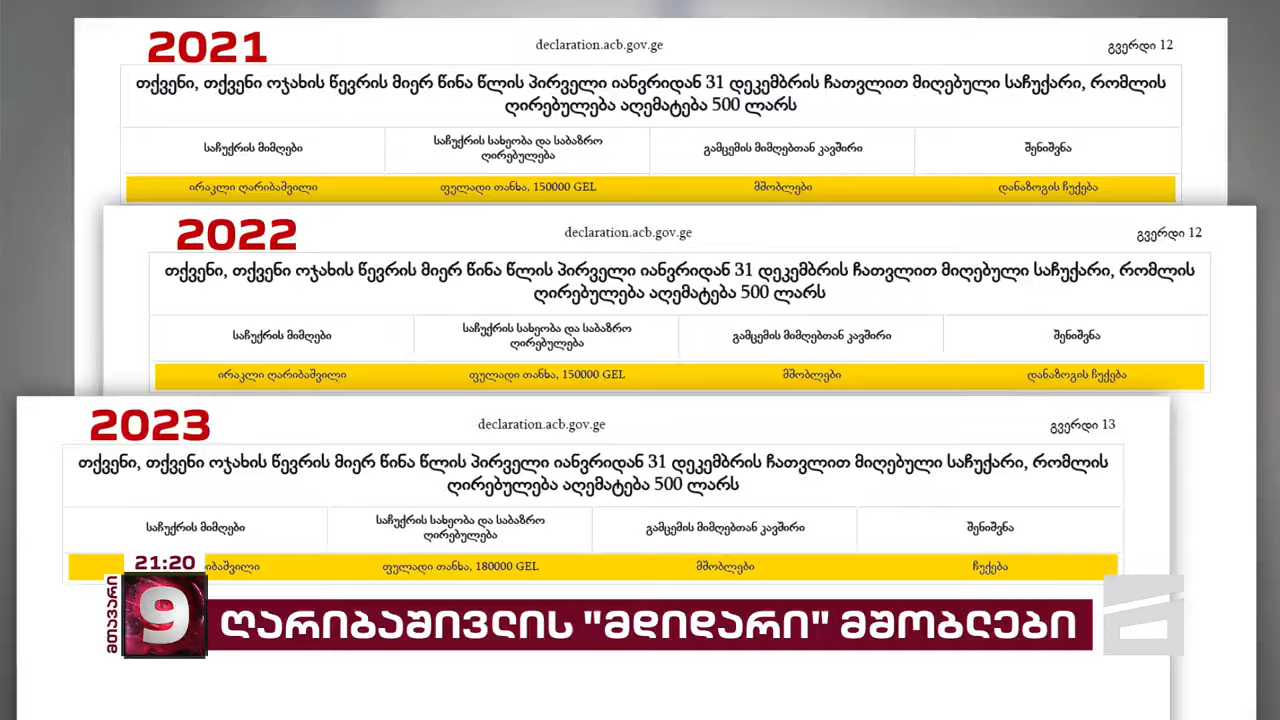 2021
declaration.acb.gov.ge
გვერდი 12
თქვენი, თქვენი ოჯახის წევრის მიერ წინა წლის პირველი იანვრიდან 31 დეკემბრის ჩათვლით მიღებული საჩუქარი, რომლის
ღირებულება აღემატება 500 ლარს
საჩუქრის მიმღები
საჩუქრის სახეობა და საბაზრო
ღირებულება
გამცემის მიმღებთან კავშირი
შენიშვნა
ირაკლი ღარიბაშვილი
ფულადი თანხა, 150000 GEL
მშობლები
დანაზოგის ჩუქება
2022
declaration.acb.gov.ge
გვერდი 12
თქვენი, თქვენი ოჯახის წევრის მიერ წინა წლის პირველი იანვრიდან 31 დეკემბრის ჩათვლით მიღებული საჩუქარი, რომლის
ღირებულება აღემატება 500 ლარს
საჩუქრის მიმღები
საჩუქრის სახეობა და საბაზრო
ღირებულება
გამცემის მიმღებთან კავშირი
შენიშვნა
ირაკლი ღარიბაშვილი
ფულადი თანხა, 150000 GEL
მშობლები
დანაზოგის ჩუქება
2023
declaration.acb.gov.ge
გვერდი 13
თქვენი, თქვენი ოჯახის წევრის მიერ წინა წლის პირველი იანვრიდან 31 დეკემბრის ჩათვლით მიღებული საჩუქარი, რომლის
ღირებულება აღემატება 500 ლარს
საჩუქრის მიმღები
საჩუქრის სახეობა და საბაზრო
ღირებულება
გამცემის მიმღებთან კავშირი
შენიშვნა
იბაშვილი
ფულადი თანხა, 180000 GEL
მშობლები
ჩუქება
21:20
მთავარი
9
ღარიბაშივლის "მდიდარი" მშობლები